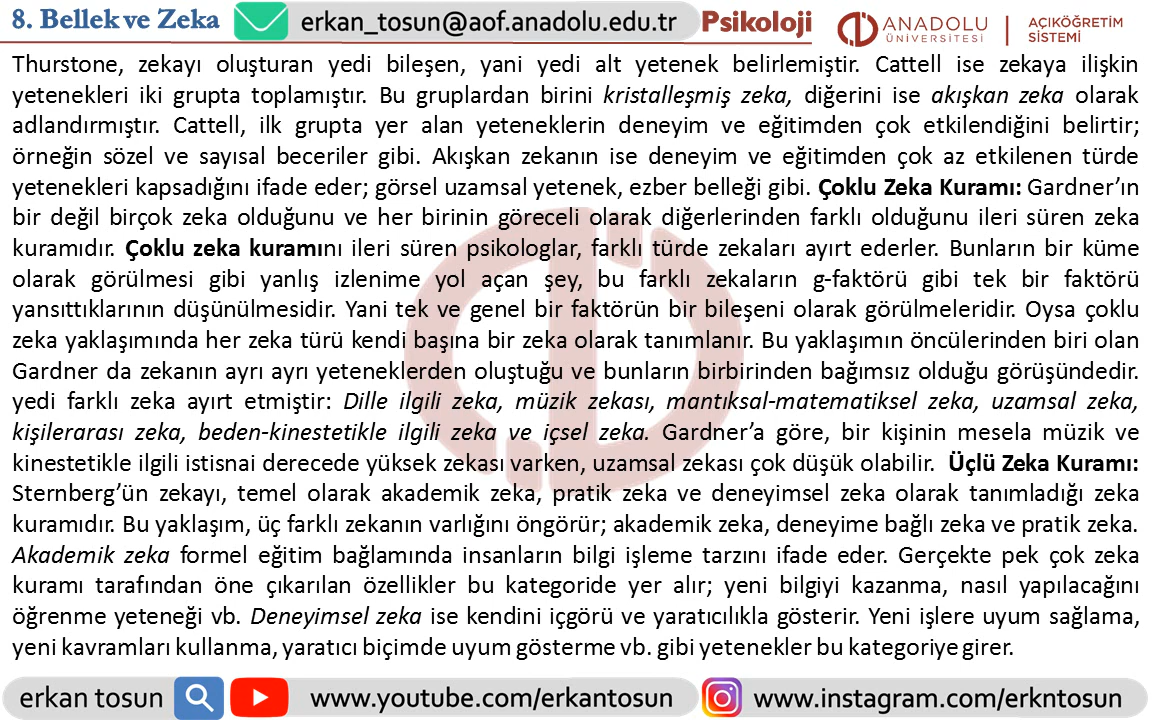 8. Bellek ve Zeka erkan_tosun@aof.anadolu.edu.tr Psikoloji ANADOLU ÜNİVERSİTESİ AÇIKÖĞRETİM SİSTEMİ
Thurstone, zekayı oluşturan yedi bileşen, yani yedi alt yetenek belirlemiştir. Cattell ise zekaya ilişkin
yetenekleri iki grupta toplamıştır. Bu gruplardan birini kristalleşmiş zeka, diğerini ise akışkan zeka olarak
adlandırmıştır. Cattell, ilk grupta yer alan yeteneklerin deneyim ve eğitimden çok etkilendiğini belirtir;
örneğin sözel ve sayısal beceriler gibi. Akışkan zekanın ise deneyim ve eğitimden çok az etkilenen türde
yetenekleri kapsadığını ifade eder; görsel uzamsal yetenek, ezber belleği gibi. Çoklu Zeka Kuramı: Gardner’ın
bir değil birçok zeka olduğunu ve her birinin göreceli olarak diğerlerinden farklı olduğunu ileri süren zeka
kuramıdır. Çoklu zeka kuramını ileri süren psikologlar, farklı türde zekaları ayırt ederler. Bunların bir küme
olarak görülmesi gibi yanlış izlenime yol açan şey, bu farklı zekaların g-faktörü gibi tek bir faktörü
yansıttıklarının düşünülmesidir. Yani tek ve genel bir faktörün bir bileşeni olarak görülmeleridir. Oysa çoklu
zeka yaklaşımında her zeka türü kendi başına bir zeka olarak tanımlanır. Bu yaklaşımın öncülerinden biri olan
Gardner da zekanın ayrı ayrı yeteneklerden oluştuğu ve bunların birbirinden bağımsız olduğu görüşündedir.
yedi farklı zeka ayırt etmiştir: Dille ilgili zeka, müzik zekası, mantıksal-matematiksel zeka, uzamsal zeka,
kişilerarası zeka, beden-kinestetikle ilgili zeka ve içsel zeka. Gardner’a göre, bir kişinin mesela müzik ve
kinestetikle ilgili istisnai derecede yüksek zekası varken, uzamsal zekası çok düşük olabilir. Üçlü Zeka Kuramı:
Sternberg’ün zekayı, temel olarak akademik zeka, pratik zeka ve deneyimsel zeka olarak tanımladığı zeka
kuramıdır. Bu yaklaşım, üç farklı zekanın varlığını öngörür; akademik zeka, deneyime bağlı zeka ve pratik zeka.
Akademik zeka formel eğitim bağlamında insanların bilgi işleme tarzını ifade eder. Gerçekte pek çok zeka
kuramı tarafından öne çıkarılan özellikler bu kategoride yer alır; yeni bilgiyi kazanma, nasıl yapılacağını
öğrenme yeteneği vb. Deneyimsel zeka ise kendini içgörü ve yaratıcılıkla gösterir. Yeni işlere uyum sağlama,
yeni kavramları kullanma, yaratıcı biçimde uyum gösterme vb. gibi yetenekler bu kategoriye girer.
erkan tosun www.youtube.com/erkantosun www.instagram.com/erkntosun